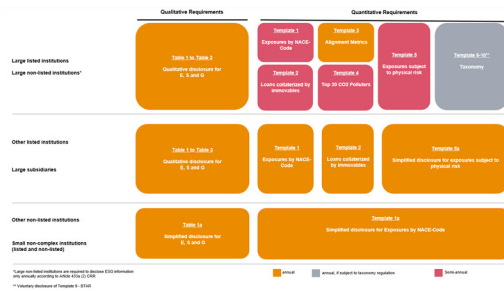 Qualitative Requirements
Quantitative Requirements
Large listed institutions
Large non-listed institutions*
Table 1 to Table 3
Qualitative disclosure for
E, S and G
Template 1
Exposures by NACE-
Code
Template 3
Alignment Metrics
Template 2
Loans collaterized by
immovables
Template 4
Top 20 CO2 Polluters
Template 5
Exposures subject
to physical risk
Template 6-10**
Taxonomy
Other listed institutions
Large subsidiaries
Table 1 to Table 3
Qualitative disclosure for
E, S and G
Template 1
Exposures by NACE-
Code
Template 2
Loans collaterized
by immovables
Template 5a
Simplified disclosure for exposures subject to
physical risk
Other non-listed institutions
Small non-complex institutions
(listed and non-listed)
Table 1a
Simplified disclosure for
E, S and G
Template 1a
Simplified disclosure for Exposures by NACE-Code
*Large non-listed institutions are required to disclose ESG information
only annually according to Article 433a (2) CRR
** Voluntary disclosure of Template 9 - BTAR
annual
annual, if subject to taxonomy regulation
Semi-annual